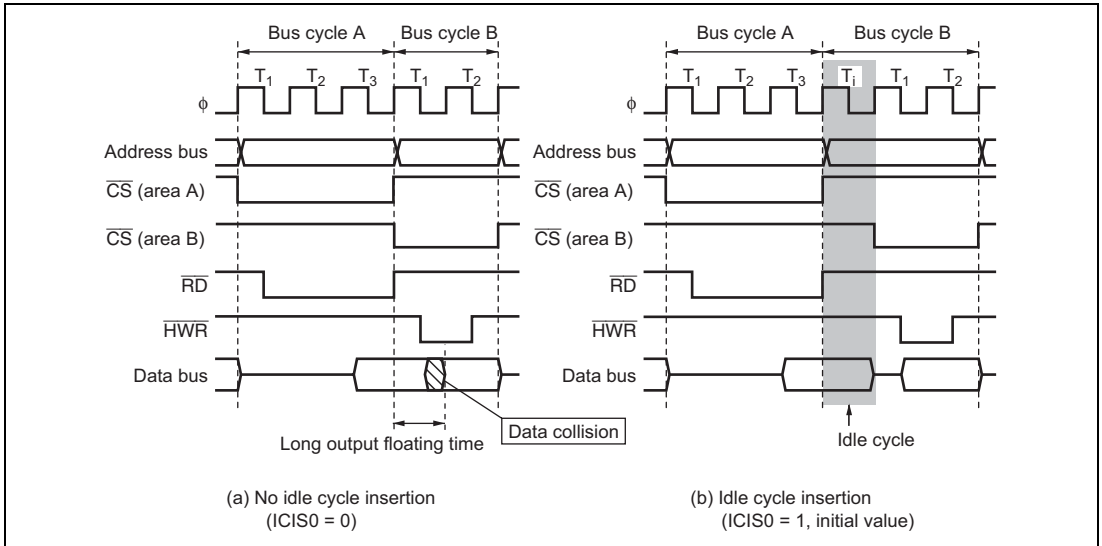 Bus cycle A Bus cycle B
T1 T2 T3 T1 T2
ϕ
Address bus
CS (area A)
CS (area B)
RD
HWR
Data bus
Long output floating time
Data collision
(a) No idle cycle insertion
(ICIS0 = 0)
Bus cycle A Bus cycle B
T1 T2 T3 Ti T1 T2
ϕ
Address bus
CS (area A)
CS (area B)
RD
HWR
Data bus
Idle cycle
(b) Idle cycle insertion
(ICIS0 = 1, initial value)